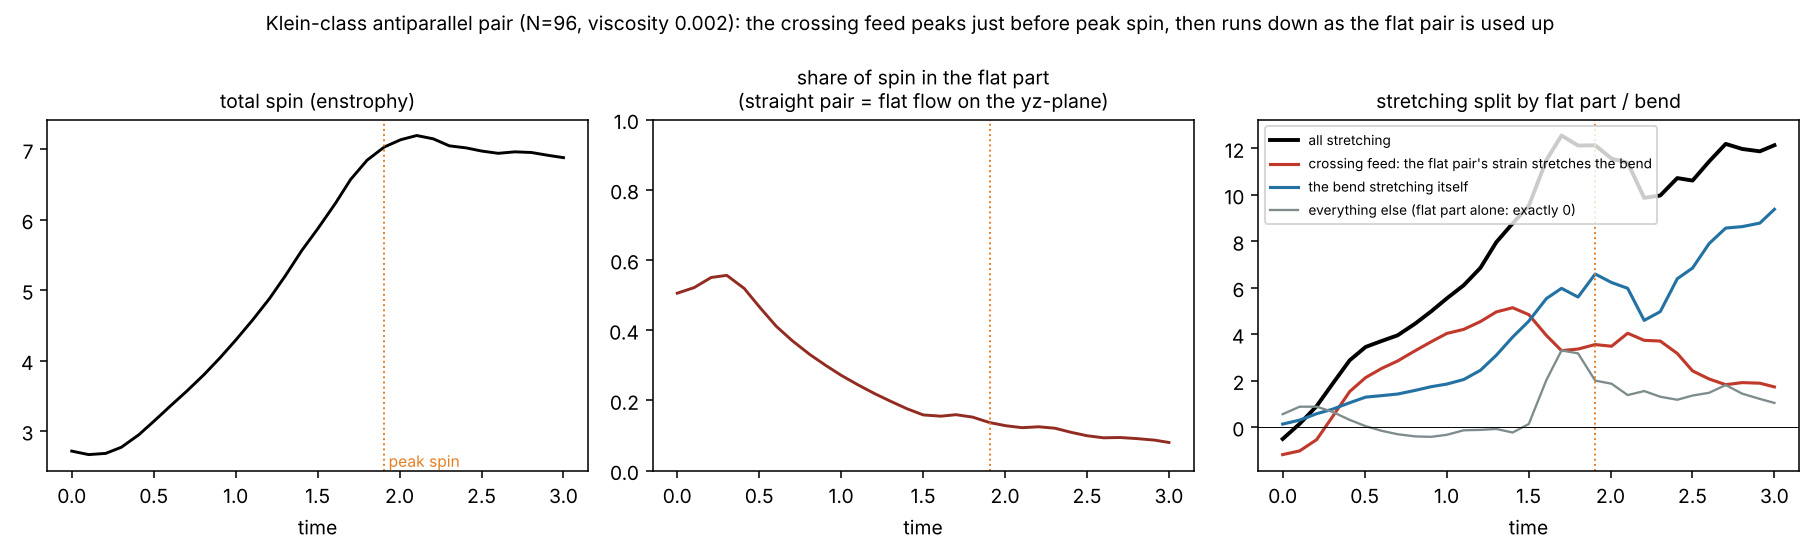 Klein-class antiparallel pair (N=96, viscosity 0.002): the crossing feed peaks just before peak spin, then runs down as the flat pair is used up
total spin (enstrophy)
7
6
5
4
3
peak spin
0.0 0.5 1.0 1.5 2.0 2.5 3.0
time
share of spin in the flat part
(straight pair = flat flow on the yz-plane)
1.0
0.8
0.6
0.4
0.2
0.0
0.0 0.5 1.0 1.5 2.0 2.5 3.0
time
stretching split by flat part / bend
all stretching
crossing feed: the flat pair's strain stretches the bend
the bend stretching itself
everything else (flat part alone: exactly 0)
12
10
8
6
4
2
0
0.0 0.5 1.0 1.5 2.0 2.5 3.0
time